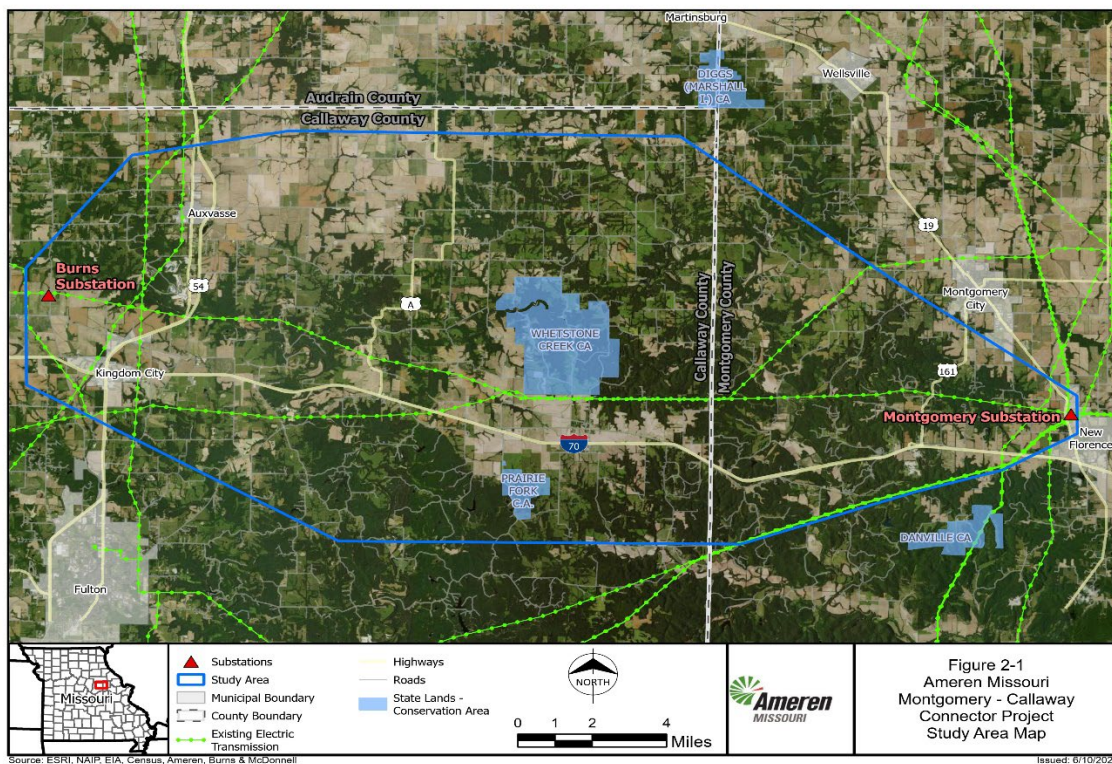 Martinsburg
DIGGS
(MARSHALL
I.) CA
Wellsville
Audrain County
Callaway County
Auxvasse
19
Burns
Substation
54
A
Montgomery
City
WHETSTONE
CREEK CA
Callaway County
Montgomery County
Kingdom City
161
Montgomery Substation
New
Florence
70
PRAIRIE
FORK
C.A.
DANVILLE CA
Fulton
Missouri
Substations
Study Area
Municipal Boundary
County Boundary
Existing Electric
Transmission
Highways
Roads
State Lands -
Conservation Area
NORTH
0 1 2 4
Miles
Ameren
MISSOURI
Figure 2-1
Ameren Missouri
Montgomery - Callaway
Connector Project
Study Area Map
Source: ESRI, NAIP, EIA, Census, Ameren, Burns & McDonnell
Issued: 6/10/202